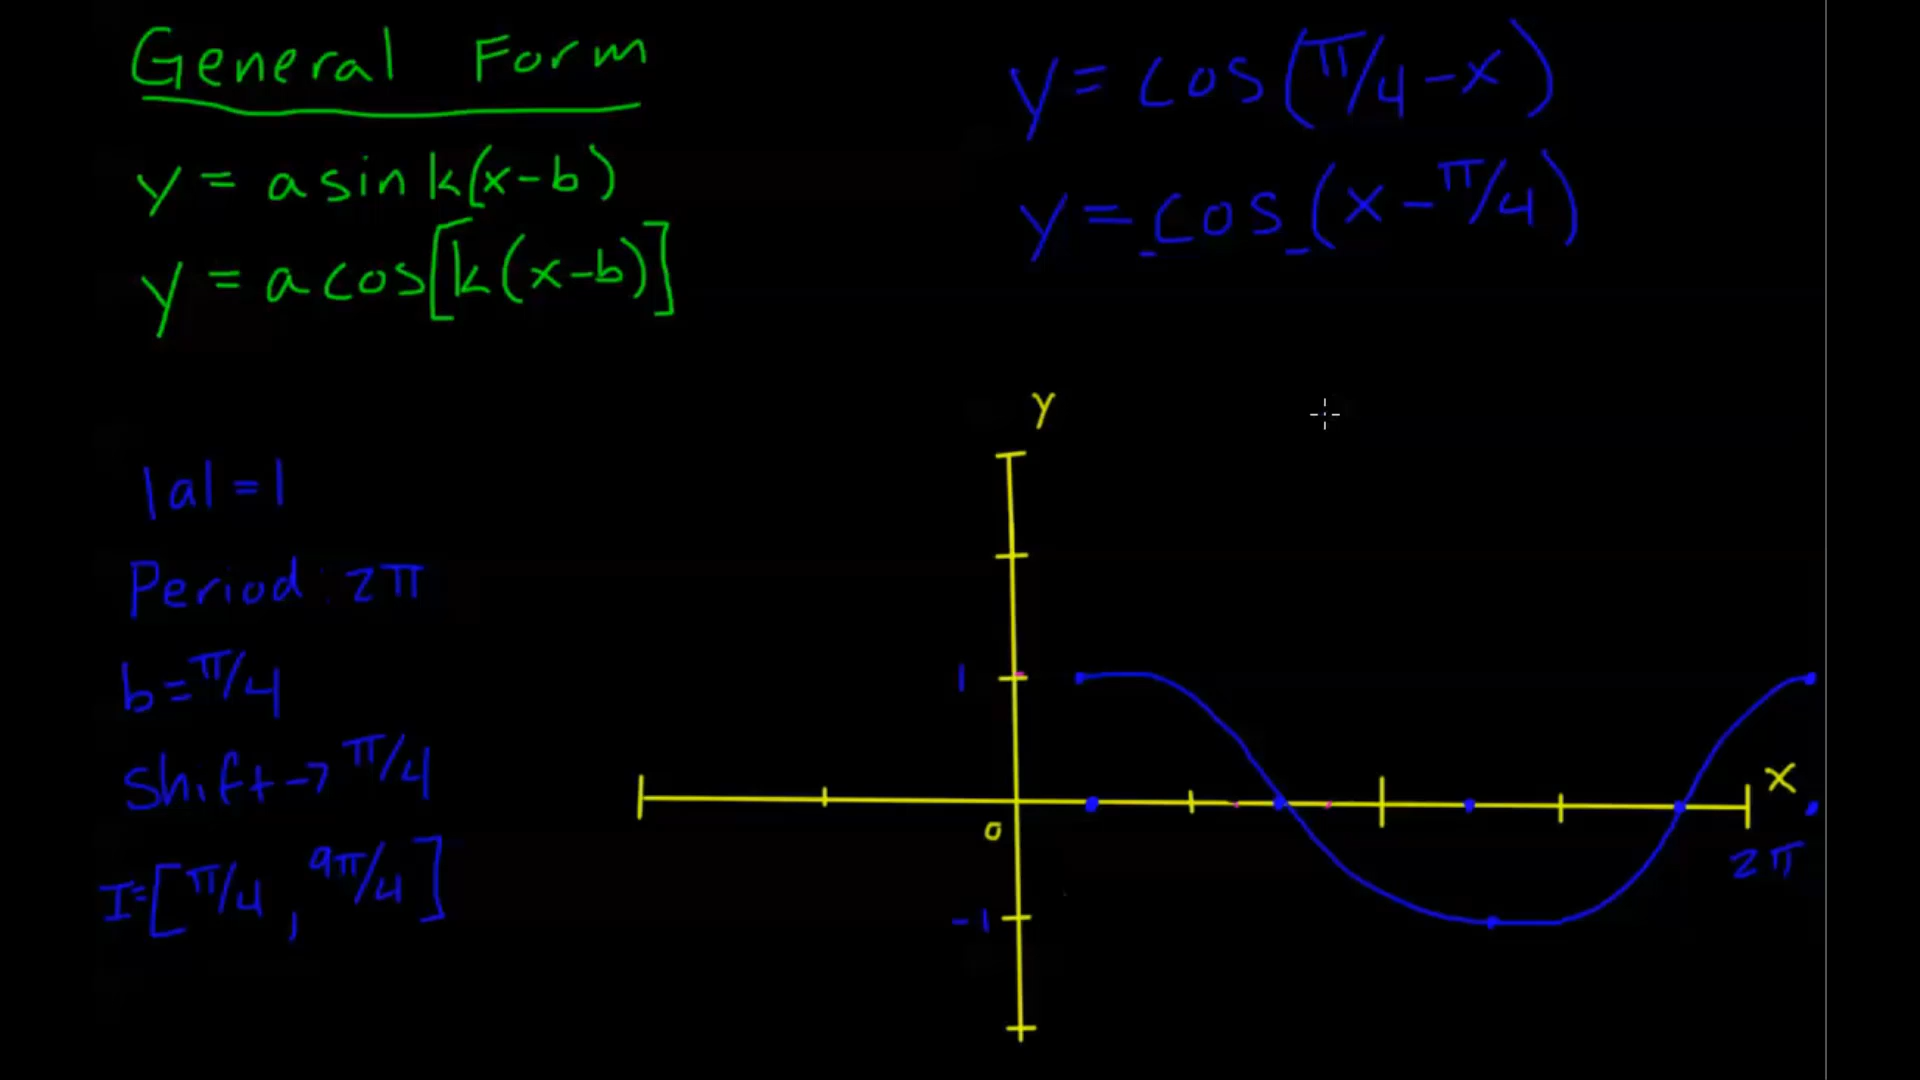 General Form
y = a sin k(x-b)
y = a cos[k(x-b)]
y = cos(π/4 - x)
y = cos(x - π/4)
|a| = 1
Period: 2π
b = π/4
Shift → π/4
I = [π/4, 9π/4]
y
1
0
-1
x
2π